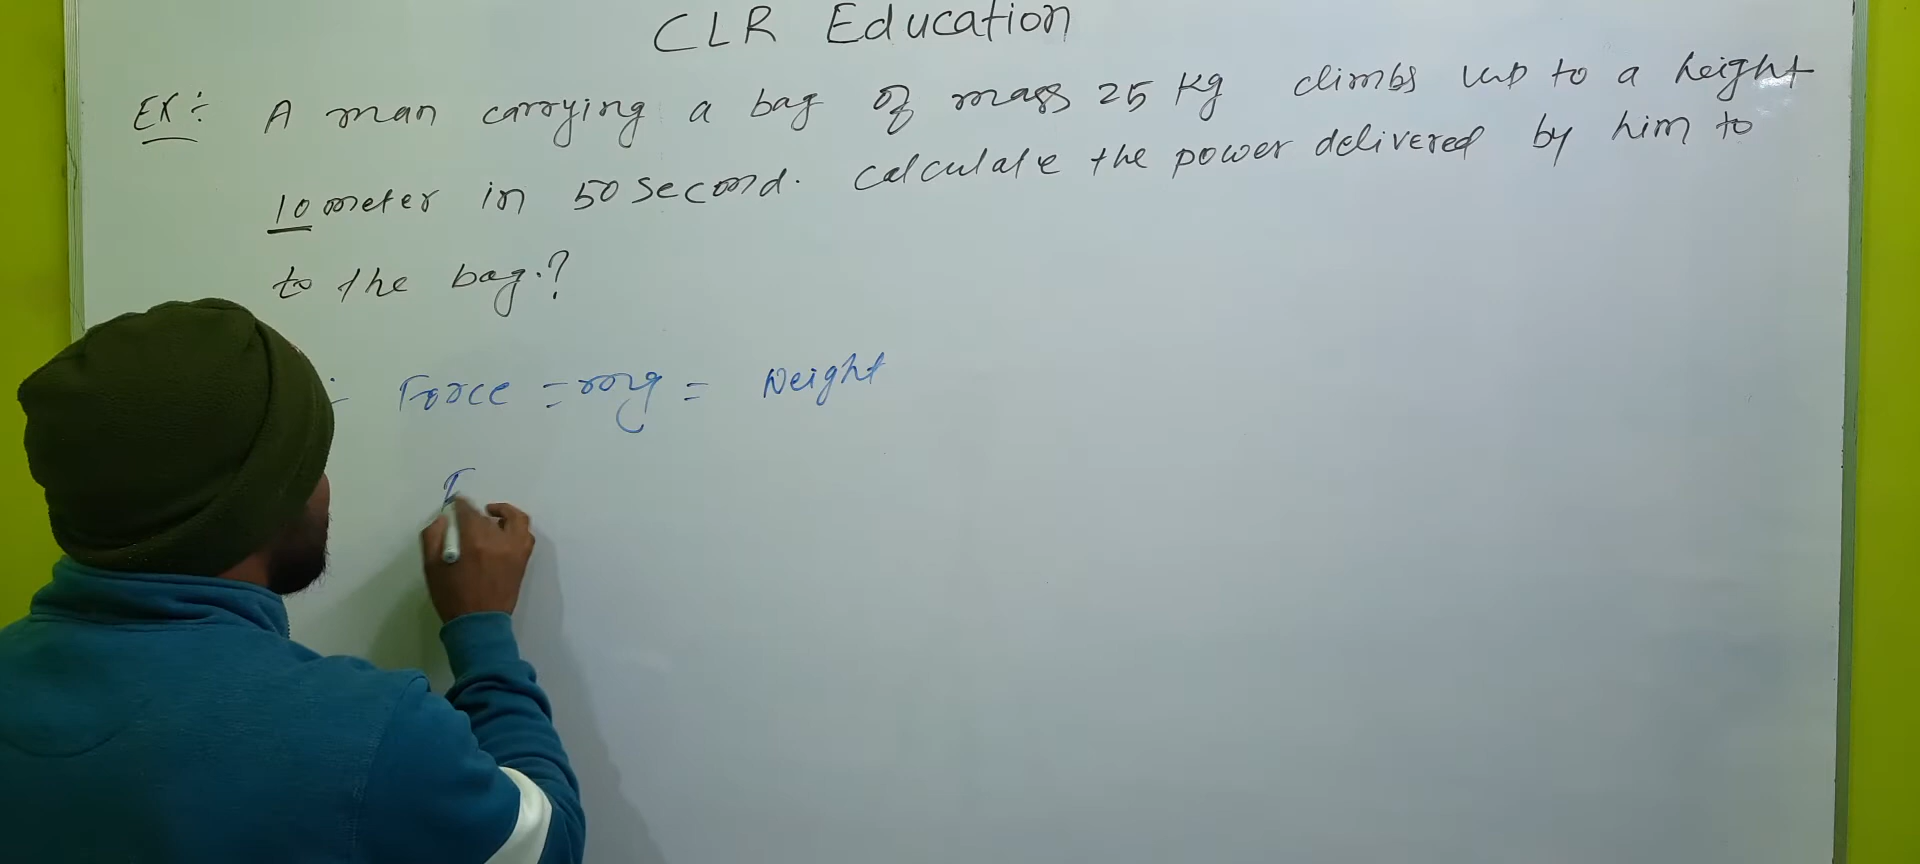 CLR Education
Ex:- A man carrying a bag of mass 25 Kg climbs up to a height
10 meter in 50 second. Calculate the power delivered by him to
to the bag.?
:- Force = mg = Weight
F